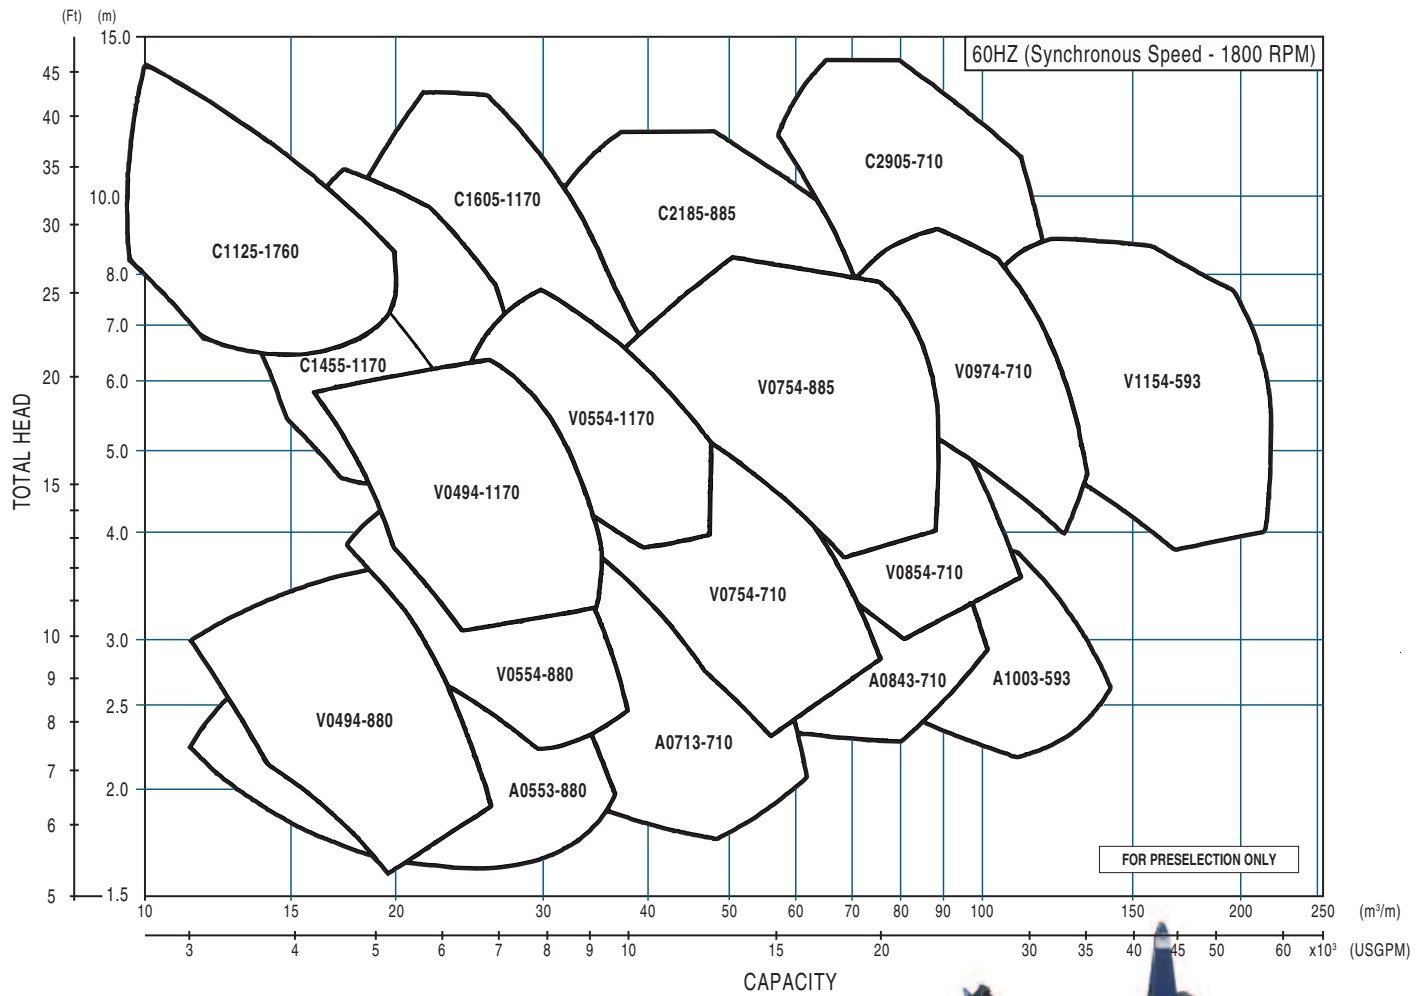 (Ft) (m)
60HZ (Synchronous Speed - 1800 RPM)
15.0
45
40
35
10.0
30
8.0
25
7.0
20
6.0
5.0
15
4.0
10
3.0
9
2.5
8
7
2.0
6
5
1.5
TOTAL HEAD
C2905-710
C1605-1170
C2185-885
C1125-1760
C1455-1170
V0974-710
V1154-593
V0754-885
V0554-1170
V0494-1170
V0854-710
V0754-710
V0554-880
A0843-710
A1003-593
V0494-880
A0713-710
A0553-880
FOR PRESELECTION ONLY
10 15 20 30 40 50 60 70 80 90 100 150 200 250 (m³/m)
3 4 5 6 7 8 9 10 15 20 30 35 40 45 50 60 x10³ (USGPM)
CAPACITY